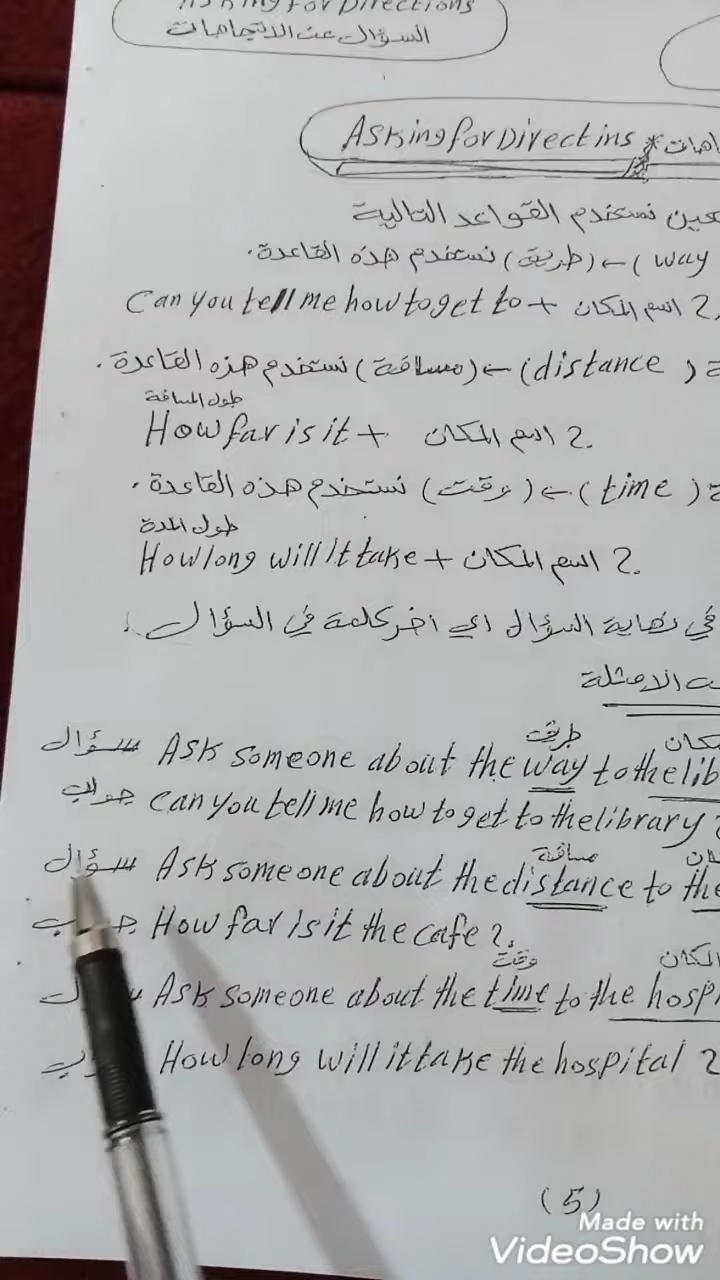 Asking For Directions
السؤال عن الاتجاهات
Asking for Directins * 
نستخدم القواعد التالية
way ) ← (طريق) نستخدم هذه القاعدة.
Can you tell me how to get to + اسم المكان ?
(distance) ← (مسافة) نستخدم هذه القاعدة.
طول المسافة
How far is it + اسم المكان ?
(time) ← (وقت) نستخدم هذه القاعدة.
طول المدة
How long will it take + اسم المكان ?
في نهاية السؤال اي اخر كلمة في السؤال.
الامثلة
طريق
سؤال Ask someone about the way to the lib
جواب Can you tell me how to get to the library ?
مسافة
سؤال Ask someone about the distance to the
How far is it the cafe ?
وقت المكان
Ask someone about the time to the hosp
How long will it take the hospital ?
(5)
Made with
VideoShow